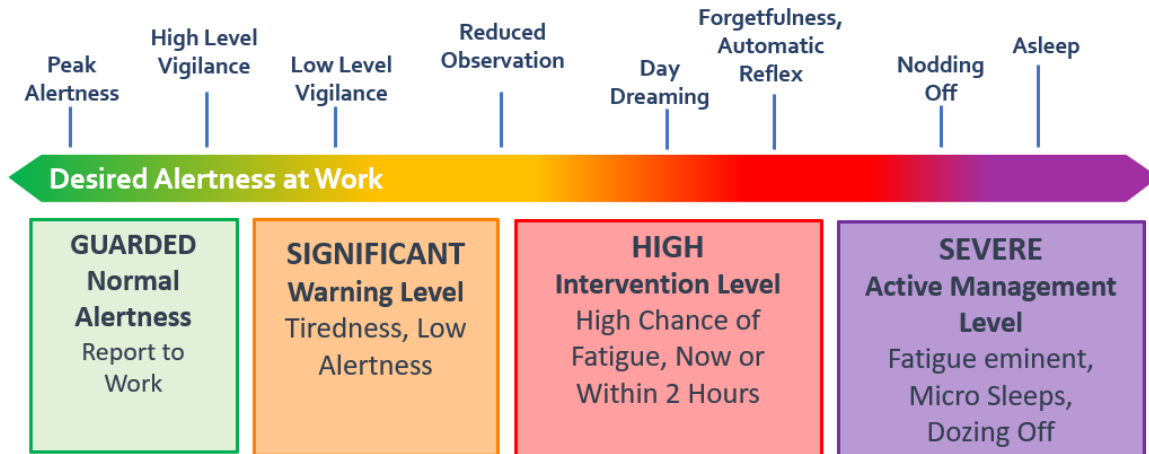 Peak
Alertness
High Level
Vigilance
Low Level
Vigilance
Reduced
Observation
Day
Dreaming
Forgetfulness,
Automatic
Reflex
Nodding
Off
Asleep
Desired Alertness at Work
GUARDED
Normal
Alertness
Report to
Work
SIGNIFICANT
Warning Level
Tiredness, Low
Alertness
HIGH
Intervention Level
High Chance of
Fatigue, Now or
Within 2 Hours
SEVERE
Active Management
Level
Fatigue eminent,
Micro Sleeps,
Dozing Off